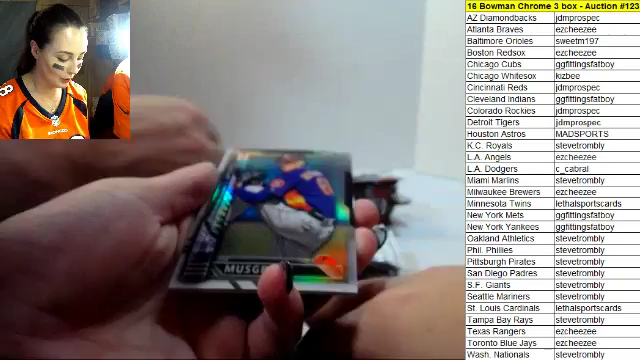 16 Bowman Chrome 3 box - Auction #123
AZ Diamondbacks jdmprospec
Atlanta Braves ezcheezee
Baltimore Orioles sweetm197
Boston Redsox ezcheezee
Chicago Cubs ggfittingsfatboy
Chicago Whitesox kizbee
Cincinnati Reds jdmprospec
Cleveland Indians ggfittingsfatboy
Colorado Rockies jdmprospec
Detroit Tigers jdmprospec
Houston Astros MADSPORTS
K.C. Royals stevetrombly
L.A. Angels ezcheezee
L.A. Dodgers c_cabral
Miami Marlins stevetrombly
Milwaukee Brewers ezcheezee
Minnesota Twins lethalsportcards
New York Mets ggfittingsfatboy
New York Yankees ggfittingsfatboy
Oakland Athletics stevetrombly
Phil. Phillies stevetrombly
Pittsburgh Pirates stevetrombly
San Diego Padres stevetrombly
S.F. Giants stevetrombly
Seattle Mariners stevetrombly
St. Louis Cardinals lethalsportcards
Tampa Bay Rays stevetrombly
Texas Rangers ezcheezee
Toronto Blue Jays ezcheezee
Wash. Nationals stevetrombly